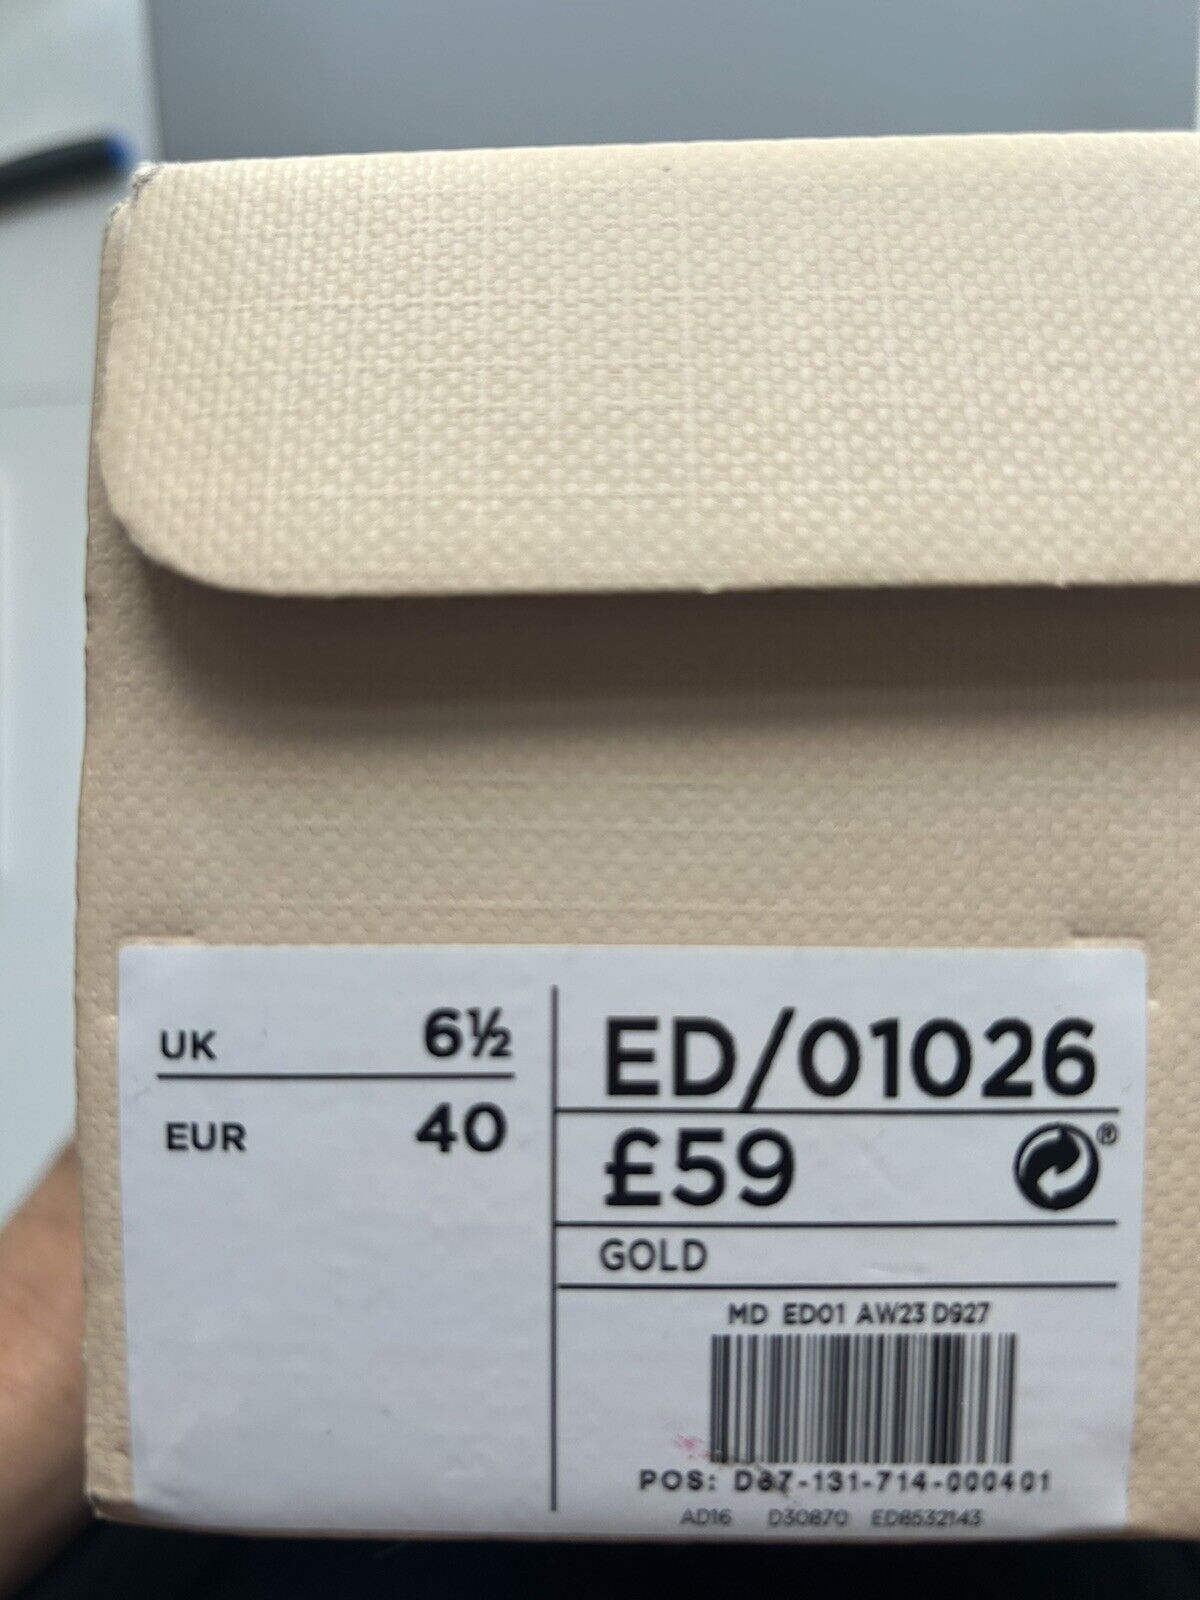 UK 6½
EUR 40
ED/01026
£59
®
GOLD
MD ED01 AW23 D927
POS: D87-131-714-000401
AD16 D30870 ED8532143